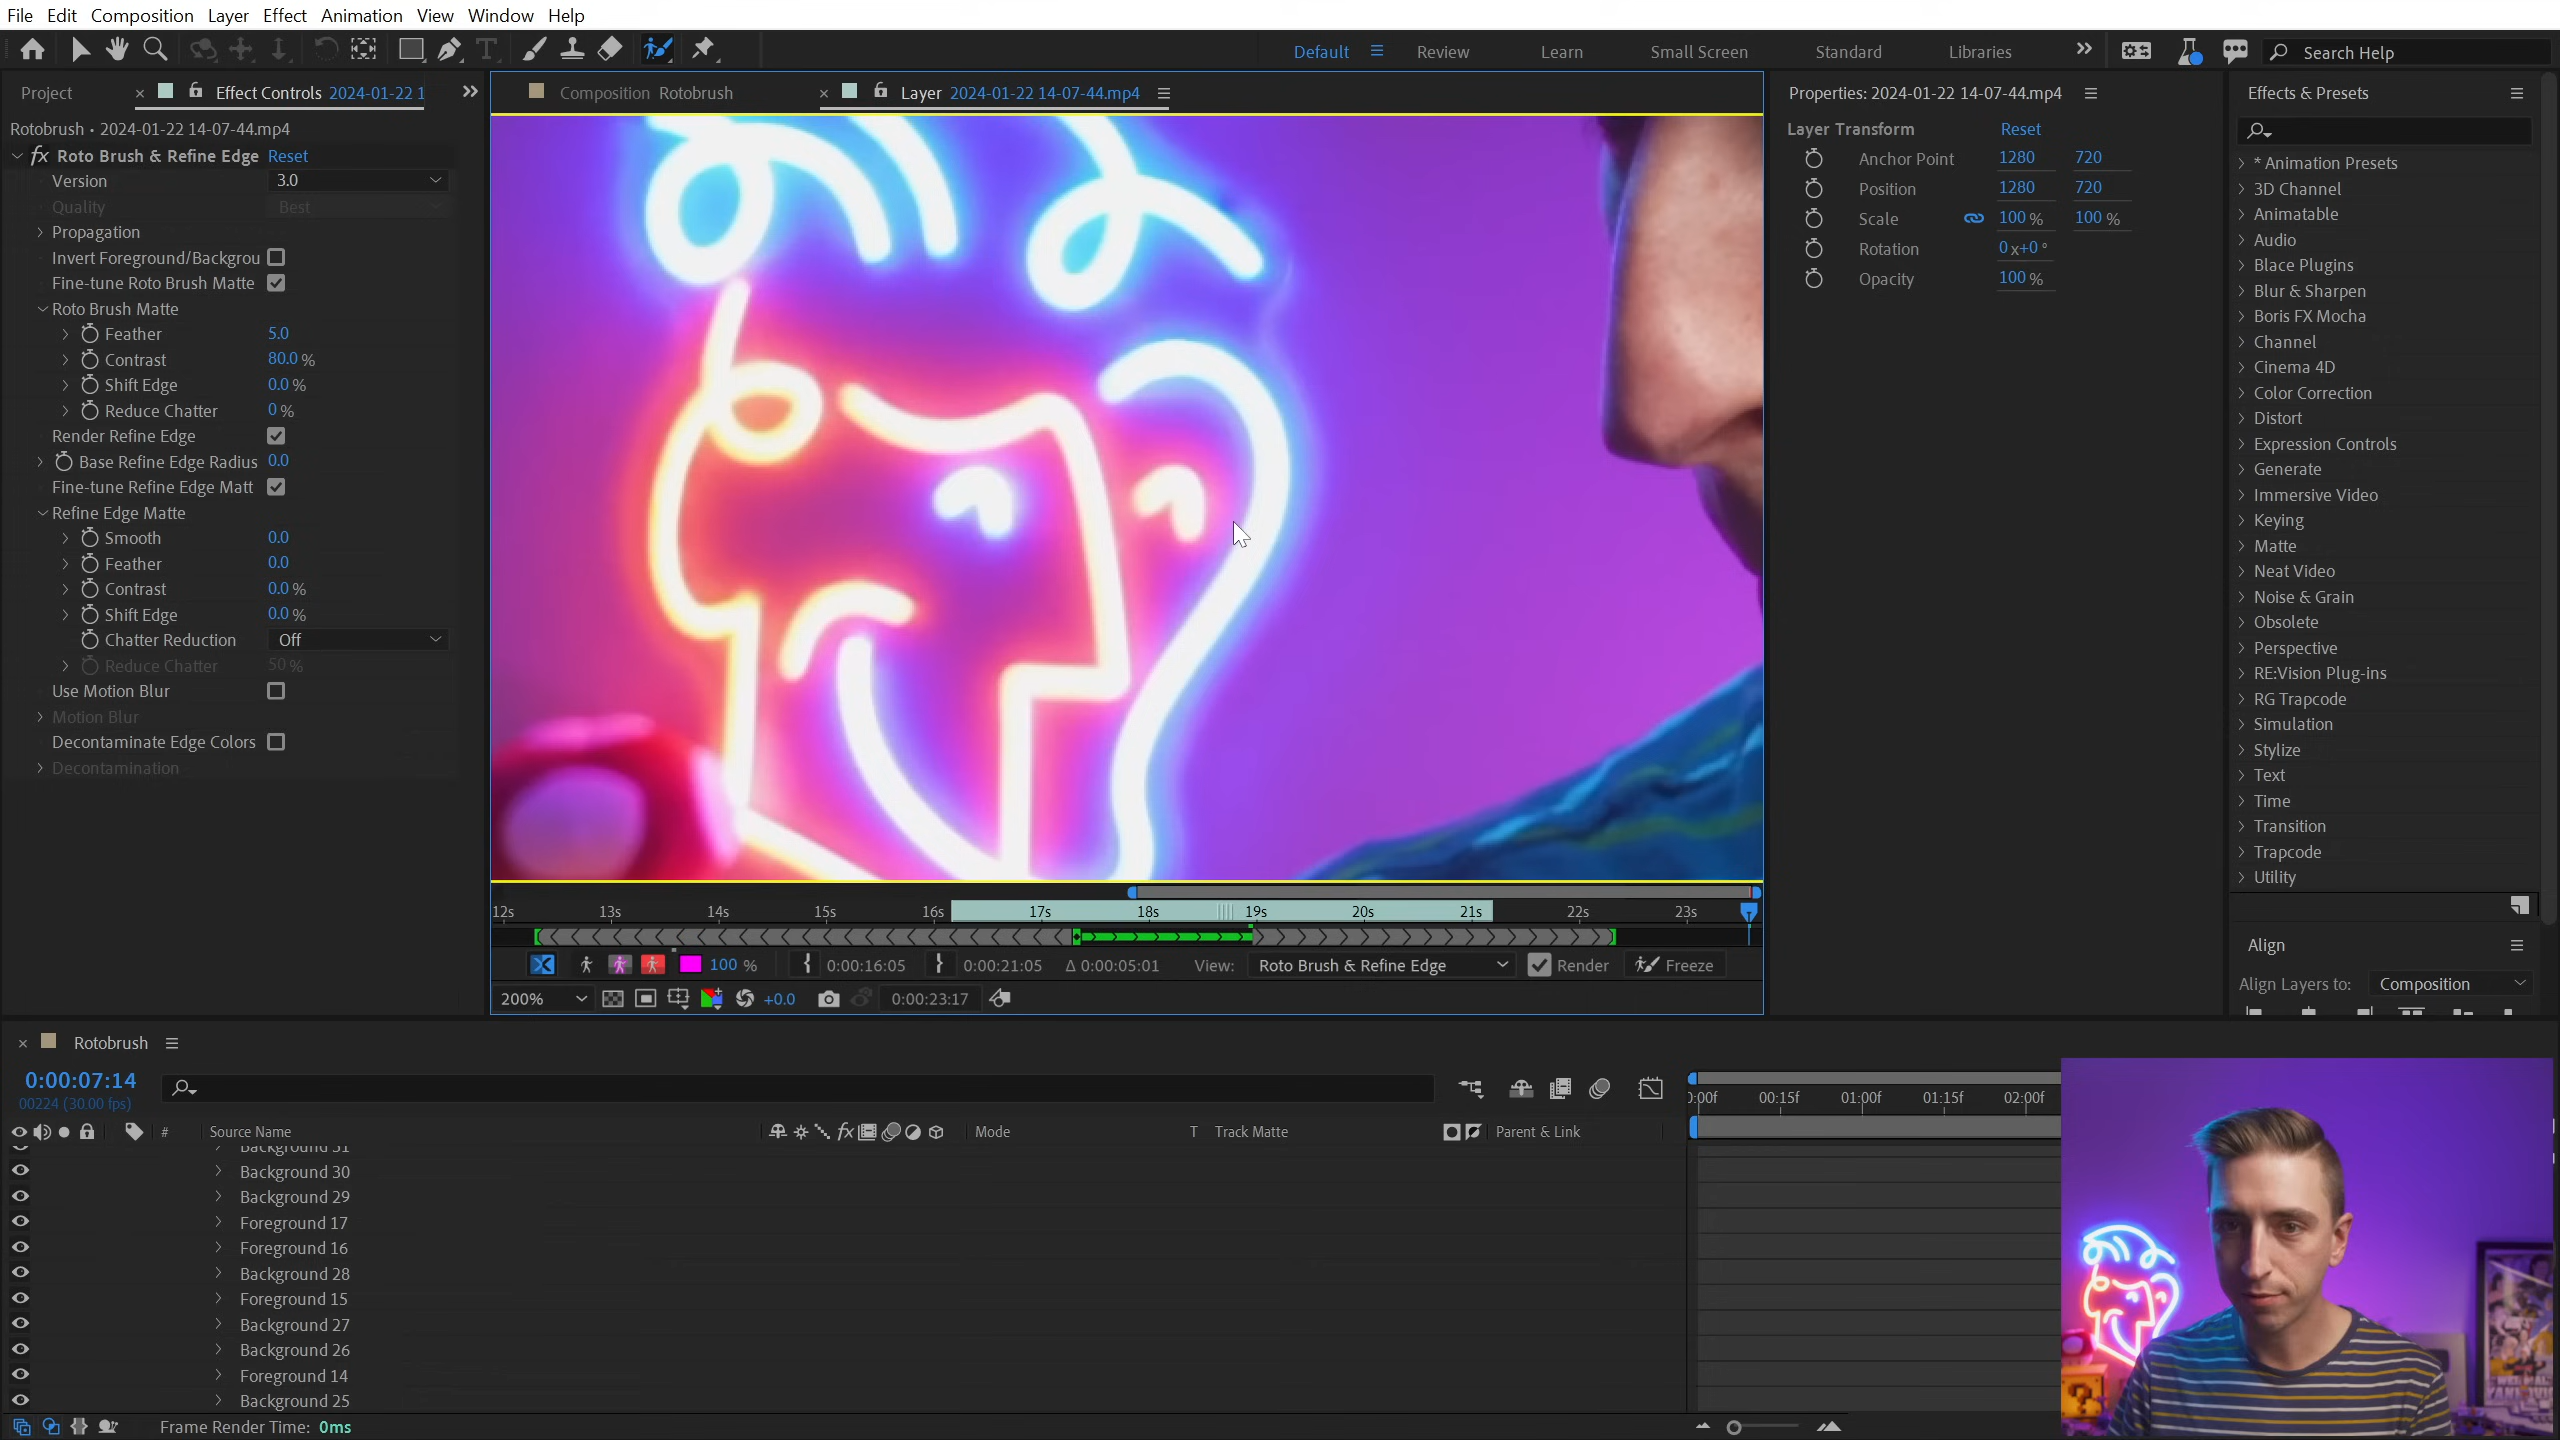 File Edit Composition Layer Effect Animation View Window Help
Default Review Learn Small Screen Standard Libraries Search Help
Project Effect Controls 2024-01-22 1
Rotobrush • 2024-01-22 14-07-44.mp4
fx Roto Brush & Refine Edge Reset
Version 3.0
Quality Best
Propagation
Invert Foreground/Backgrou
Fine-tune Roto Brush Matte
Roto Brush Matte
Feather 5.0
Contrast 80.0 %
Shift Edge 0.0 %
Reduce Chatter 0 %
Render Refine Edge
Base Refine Edge Radius 0.0
Fine-tune Refine Edge Matt
Refine Edge Matte
Smooth 0.0
Feather 0.0
Contrast 0.0 %
Shift Edge 0.0 %
Chatter Reduction Off
Reduce Chatter 50 %
Use Motion Blur
Motion Blur
Decontaminate Edge Colors
Decontamination
Composition Rotobrush Layer 2024-01-22 14-07-44.mp4
12s 13s 14s 15s 16s 17s 18s 19s 20s 21s 22s 23s
100 % 0:00:16:05 0:00:21:05 Δ 0:00:05:01 View: Roto Brush & Refine Edge Render Freeze
200% +0.0 0:00:23:17
Properties: 2024-01-22 14-07-44.mp4
Layer Transform Reset
Anchor Point 1280 720
Position 1280 720
Scale 100 % 100 %
Rotation 0x+0°
Opacity 100 %
Effects & Presets
* Animation Presets
3D Channel
Animatable
Audio
Blace Plugins
Blur & Sharpen
Boris FX Mocha
Channel
Cinema 4D
Color Correction
Distort
Expression Controls
Generate
Immersive Video
Keying
Matte
Neat Video
Noise & Grain
Obsolete
Perspective
RE:Vision Plug-ins
RG Trapcode
Simulation
Stylize
Text
Time
Transition
Trapcode
Utility
Align
Align Layers to: Composition
Rotobrush
0:00:07:14
00224 (30.00 fps)
0:00f 00:15f 01:00f 01:15f 02:00f
# Source Name fx Mode T Track Matte Parent & Link
Background 31
Background 30
Background 29
Foreground 17
Foreground 16
Background 28
Foreground 15
Background 27
Background 26
Foreground 14
Background 25
Frame Render Time: 0ms